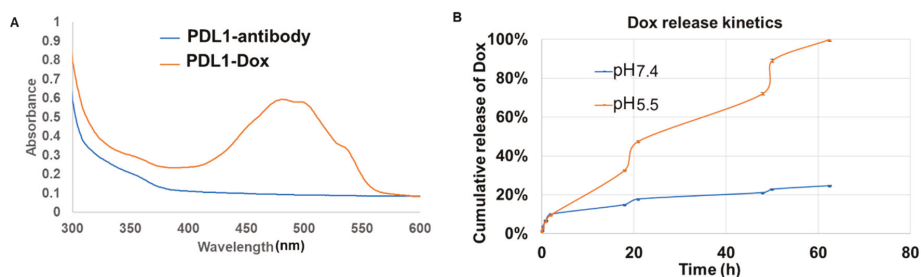 A
PDL1-antibody
PDL1-Dox
Absorbance
1
0.9
0.8
0.7
0.6
0.5
0.4
0.3
0.2
0.1
0
300
350
400
450
500
550
600
Wavelength(nm)
B
Dox release kinetics
pH7.4
pH5.5
Cumulative release of Dox
100%
80%
60%
40%
20%
0%
0
20
40
60
80
Time (h)